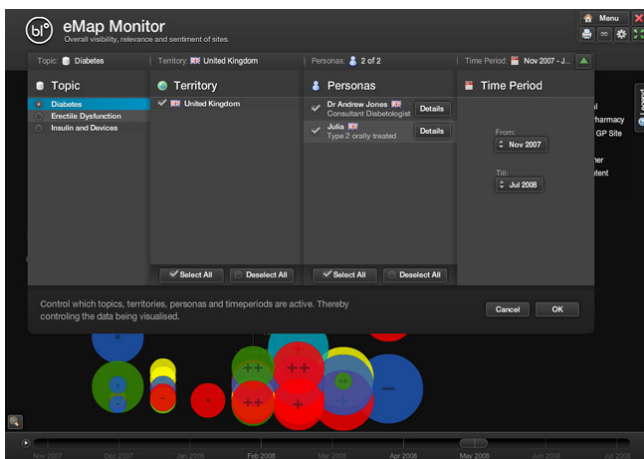 bl°
eMap Monitor
Overall visibility, relevance and sentiment of sites.
Menu
Topic: Diabetes
Territory: United Kingdom
Personas: 2 of 2
Time Period: Nov 2007 - J...
Topic
Diabetes
Erectile Dysfunction
Insulin and Devices
Territory
United Kingdom
Select All
Deselect All
Personas
Dr Andrew Jones
Consultant Diabetologist
Details
Julia
Type 2 orally treated
Details
Select All
Deselect All
Time Period
From:
Nov 2007
Till:
Jul 2008
Legend
GP Site
Control which topics, territories, personas and timeperiods are active. Thereby
controling the data being visualised.
Cancel
OK
++
++
++
++
Nov 2007
Dec 2007
Jan 2008
Feb 2008
Mar 2008
Apr 2008
May 2008
Jun 2008
Jul 2008